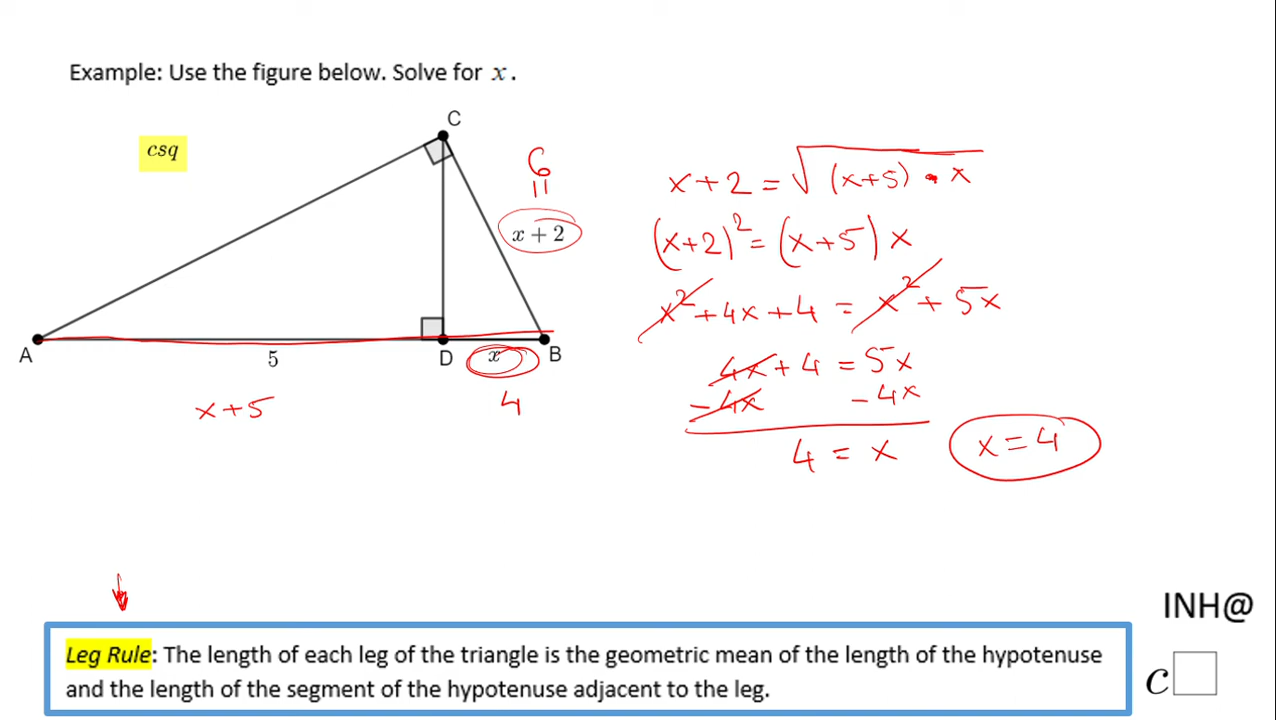 Example: Use the figure below. Solve for x.
C
csq
6
=
x + 2
x+2 = √(x+5) · x
(x+2)² = (x+5) x
x² + 4x + 4 = x² + 5x
A
5
D
x
B
4x + 4 = 5x
x+5
4
-4x -4x
4 = x
x = 4
INH@
Leg Rule: The length of each leg of the triangle is the geometric mean of the length of the hypotenuse
and the length of the segment of the hypotenuse adjacent to the leg.
c